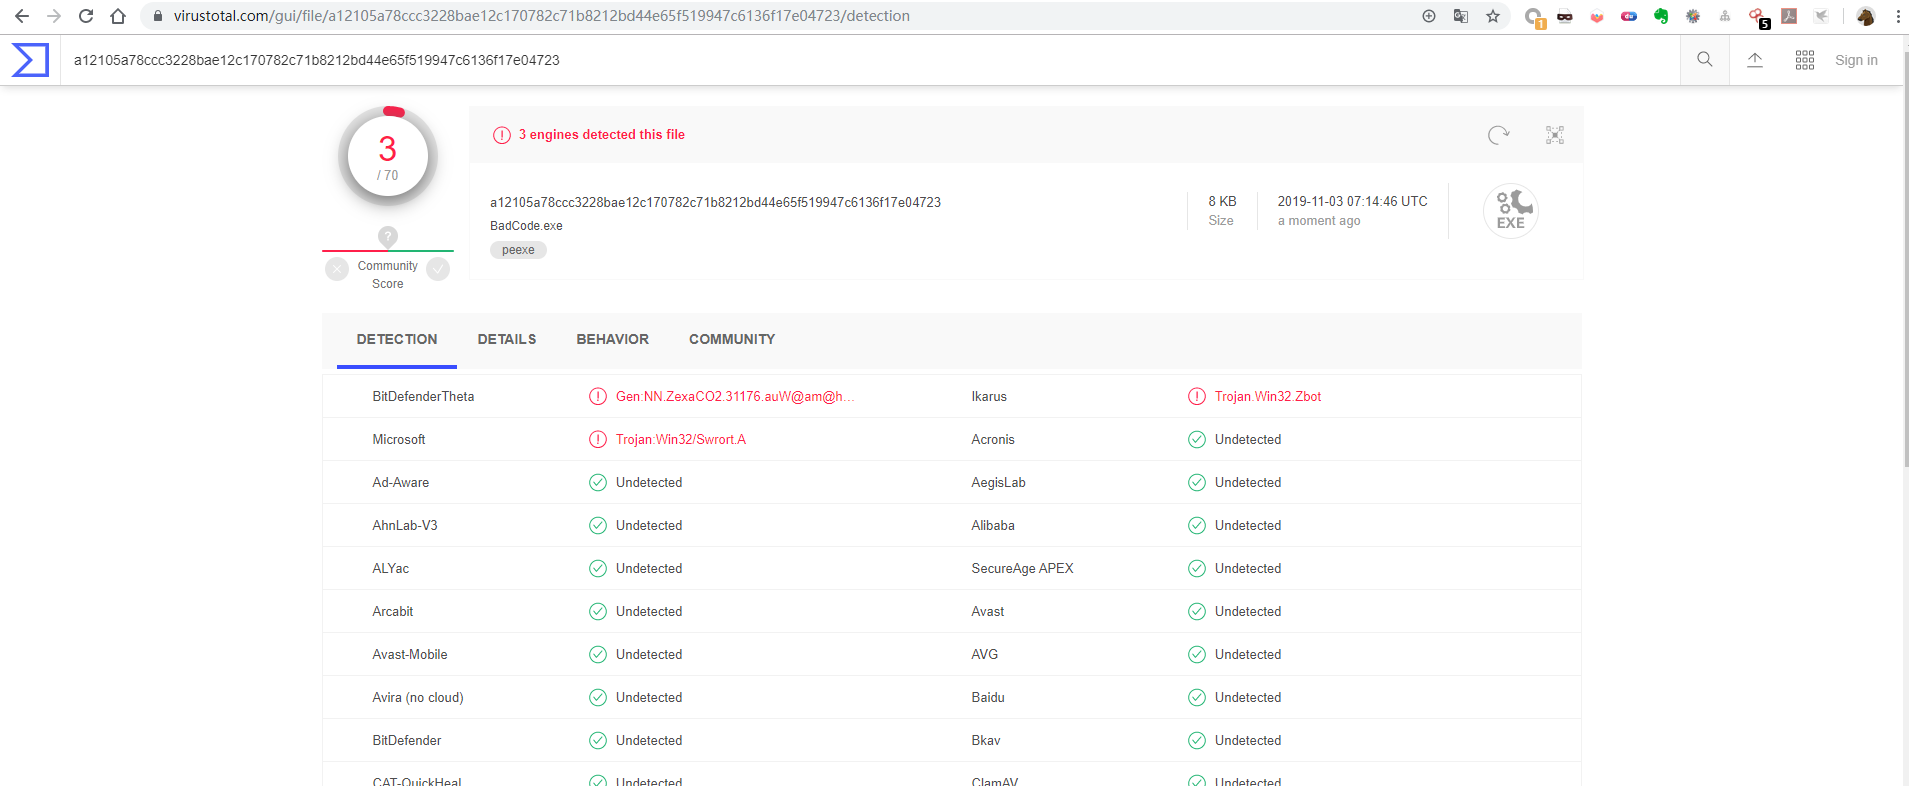 virustotal.com/gui/file/a12105a78ccc3228bae12c170782c71b8212bd44e65f519947c6136f17e04723/detection
1
du
5
a12105a78ccc3228bae12c170782c71b8212bd44e65f519947c6136f17e04723
Sign in
3
/ 70
?
Community
Score
3 engines detected this file
a12105a78ccc3228bae12c170782c71b8212bd44e65f519947c6136f17e04723
BadCode.exe
peexe
8 KB
Size
2019-11-03 07:14:46 UTC
a moment ago
EXE
DETECTION DETAILS BEHAVIOR COMMUNITY
BitDefenderTheta Gen:NN.ZexaCO2.31176.auW@am@h... Ikarus Trojan.Win32.Zbot
Microsoft Trojan:Win32/Swrort.A Acronis Undetected
Ad-Aware Undetected AegisLab Undetected
AhnLab-V3 Undetected Alibaba Undetected
ALYac Undetected SecureAge APEX Undetected
Arcabit Undetected Avast Undetected
Avast-Mobile Undetected AVG Undetected
Avira (no cloud) Undetected Baidu Undetected
BitDefender Undetected Bkav Undetected
CAT-QuickHeal Undetected ClamAV Undetected